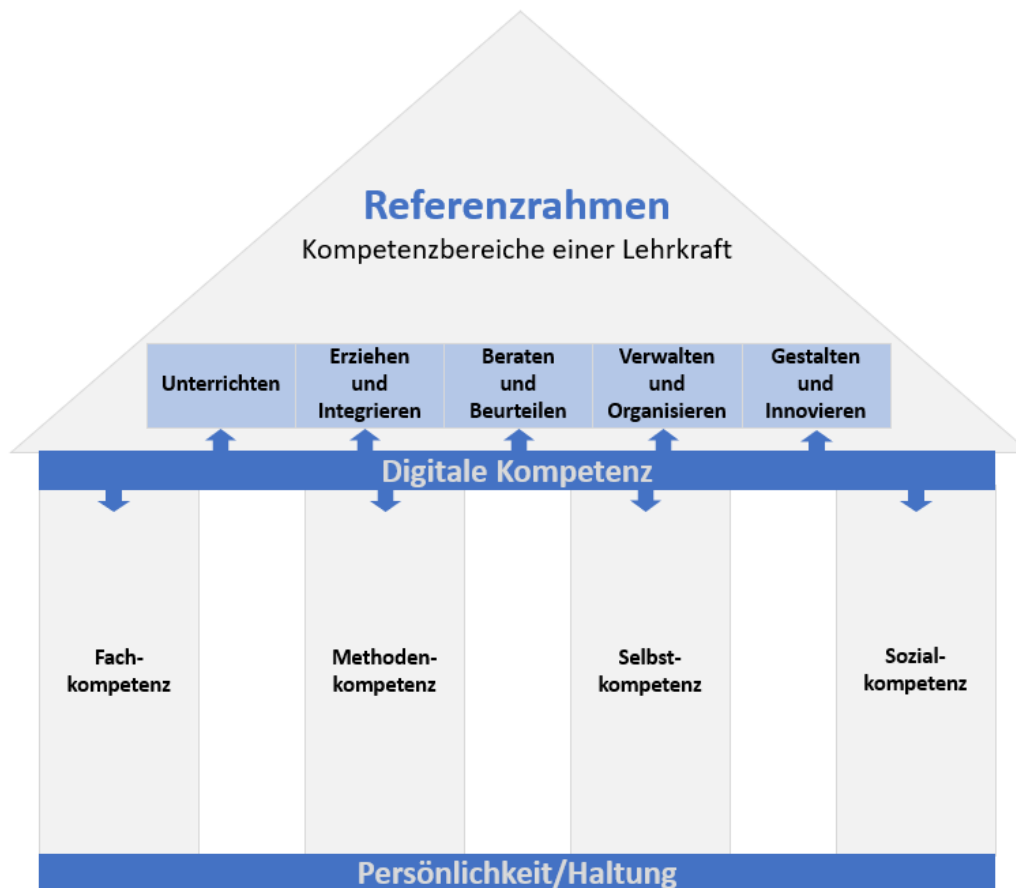 Referenzrahmen
Kompetenzbereiche einer Lehrkraft
Unterrichten
Erziehen
und
Integrieren
Beraten
und
Beurteilen
Verwalten
und
Organisieren
Gestalten
und
Innovieren
Digitale Kompetenz
Fach-
kompetenz
Methoden-
kompetenz
Selbst-
kompetenz
Sozial-
kompetenz
Persönlichkeit/Haltung